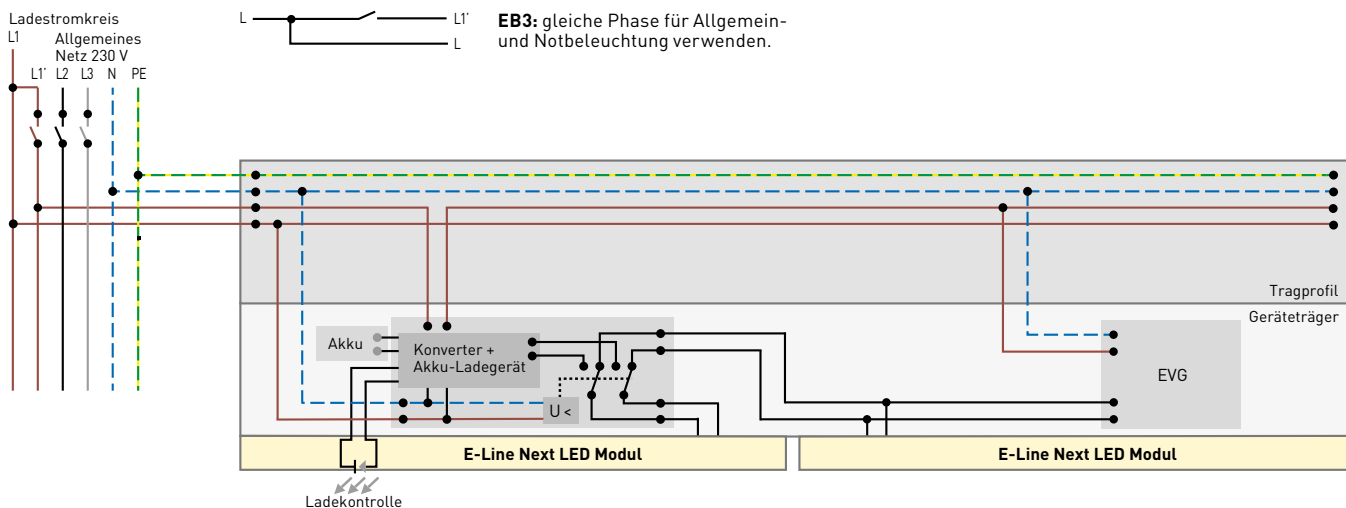 Ladestromkreis
L1
Allgemeines
Netz 230 V
L1' L2 L3 N PE
L L1'
L
EB3: gleiche Phase für Allgemein-
und Notbeleuchtung verwenden.
Tragprofil
Geräteträger
Akku
Konverter +
Akku-Ladegerät
U <
EVG
E-Line Next LED Modul
E-Line Next LED Modul
Ladekontrolle